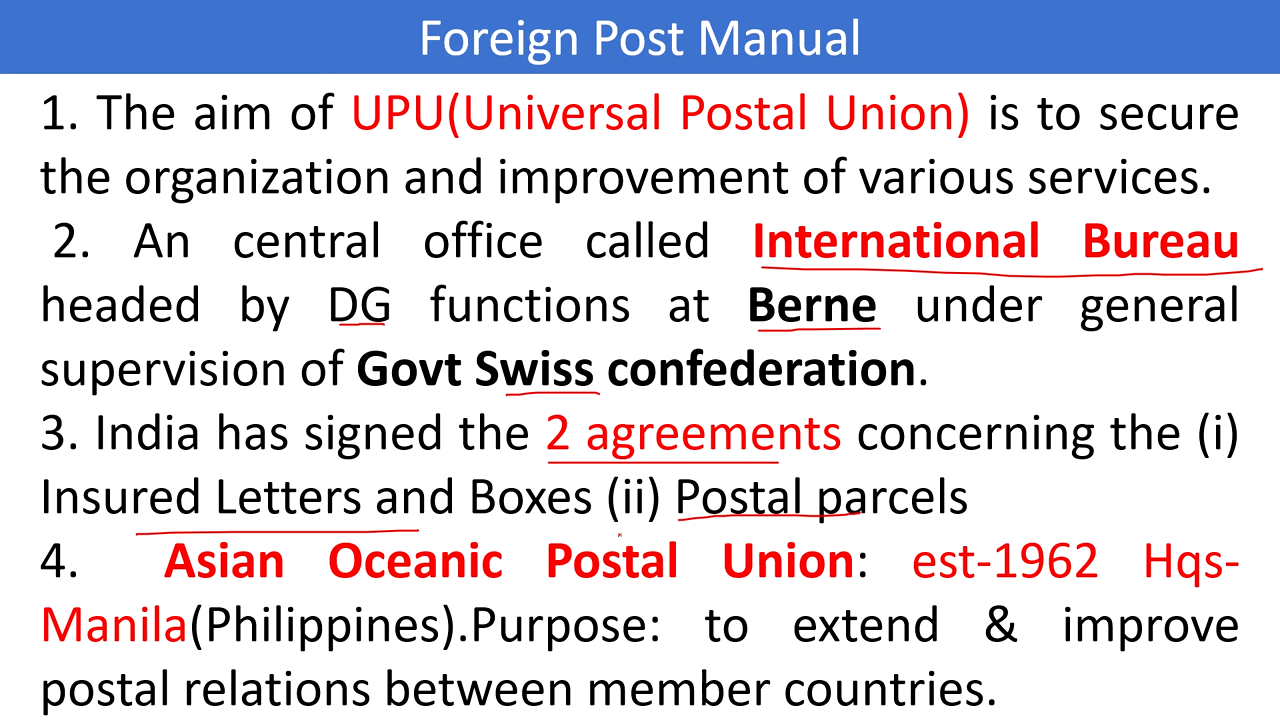 Foreign Post Manual
1. The aim of UPU(Universal Postal Union) is to secure
the organization and improvement of various services.
2. An central office called International Bureau
headed by DG functions at Berne under general
supervision of Govt Swiss confederation.
3. India has signed the 2 agreements concerning the (i)
Insured Letters and Boxes (ii) Postal parcels
4. Asian Oceanic Postal Union: est-1962 Hqs-
Manila(Philippines).Purpose: to extend & improve
postal relations between member countries.